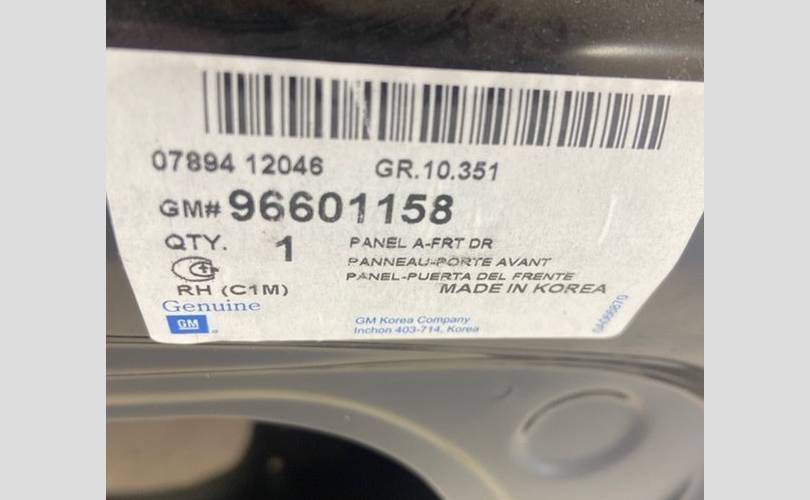 07894 12046 GR.10.351
GM# 96601158
QTY. 1 PANEL A-FRT DR
PANNEAU-PORTE AVANT
PANEL-PUERTA DEL FRENTE
RH (C1M) MADE IN KOREA
Genuine
GM
GM Korea Company
Inchon 403-714, Korea